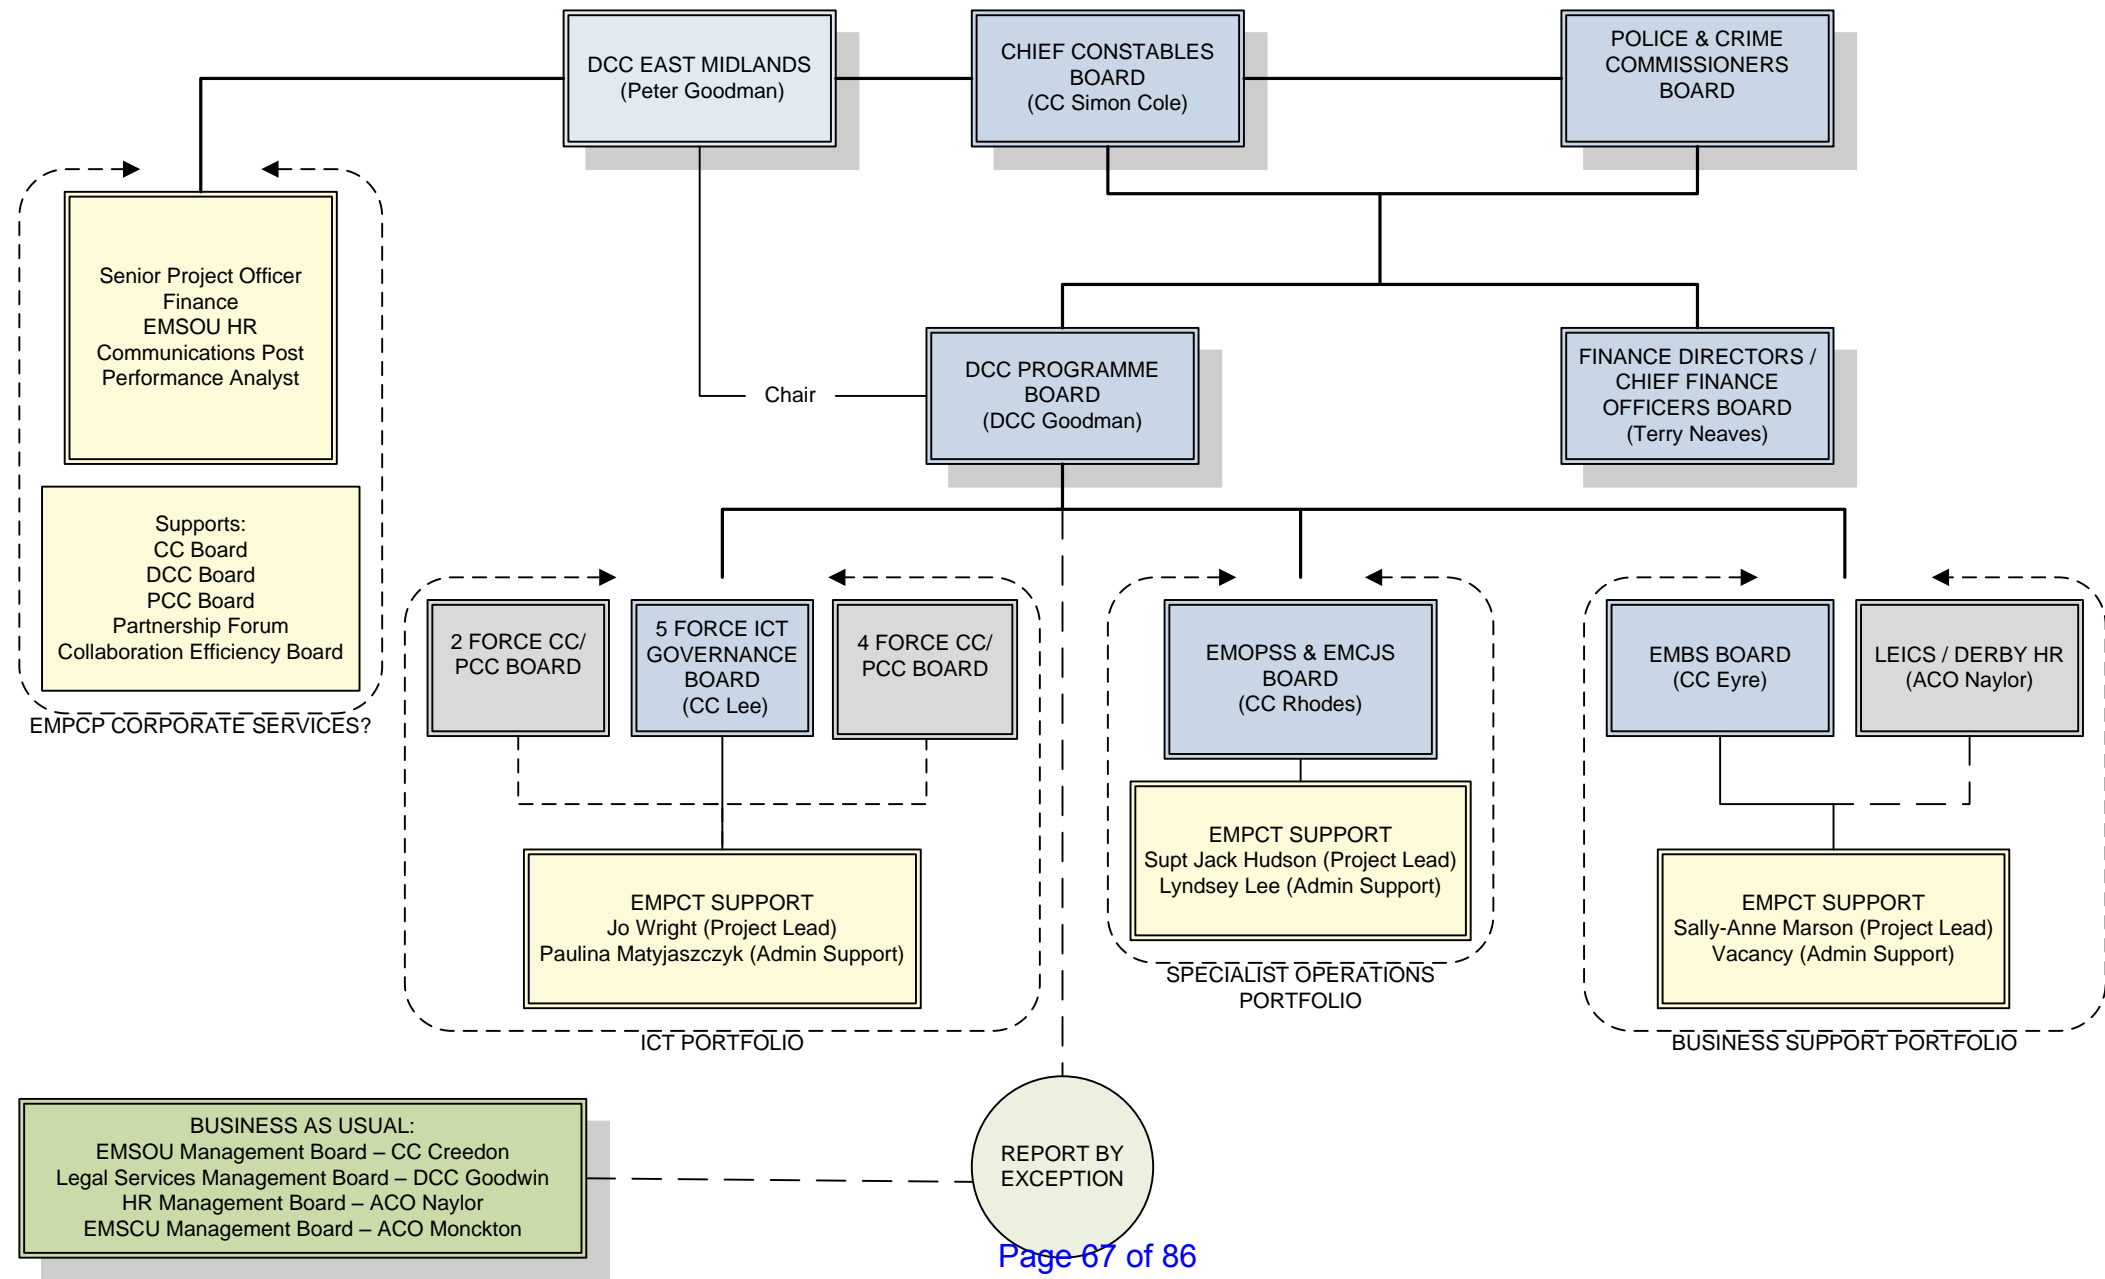 DCC EAST MIDLANDS
(Peter Goodman)
CHIEF CONSTABLES
BOARD
(CC Simon Cole)
POLICE & CRIME
COMMISSIONERS
BOARD
Senior Project Officer
Finance
EMSOU HR
Communications Post
Performance Analyst
Supports:
CC Board
DCC Board
PCC Board
Partnership Forum
Collaboration Efficiency Board
EMPCP CORPORATE SERVICES?
Chair
DCC PROGRAMME
BOARD
(DCC Goodman)
FINANCE DIRECTORS /
CHIEF FINANCE
OFFICERS BOARD
(Terry Neaves)
2 FORCE CC/
PCC BOARD
5 FORCE ICT
GOVERNANCE
BOARD
(CC Lee)
4 FORCE CC/
PCC BOARD
EMPCT SUPPORT
Jo Wright (Project Lead)
Paulina Matyjaszczyk (Admin Support)
ICT PORTFOLIO
EMOPSS & EMCJS
BOARD
(CC Rhodes)
EMPCT SUPPORT
Supt Jack Hudson (Project Lead)
Lyndsey Lee (Admin Support)
SPECIALIST OPERATIONS
PORTFOLIO
EMBS BOARD
(CC Eyre)
LEICS / DERBY HR
(ACO Naylor)
EMPCT SUPPORT
Sally-Anne Marson (Project Lead)
Vacancy (Admin Support)
BUSINESS SUPPORT PORTFOLIO
BUSINESS AS USUAL:
EMSOU Management Board – CC Creedon
Legal Services Management Board – DCC Goodwin
HR Management Board – ACO Naylor
EMSCU Management Board – ACO Monckton
REPORT BY
EXCEPTION
Page 67 of 86